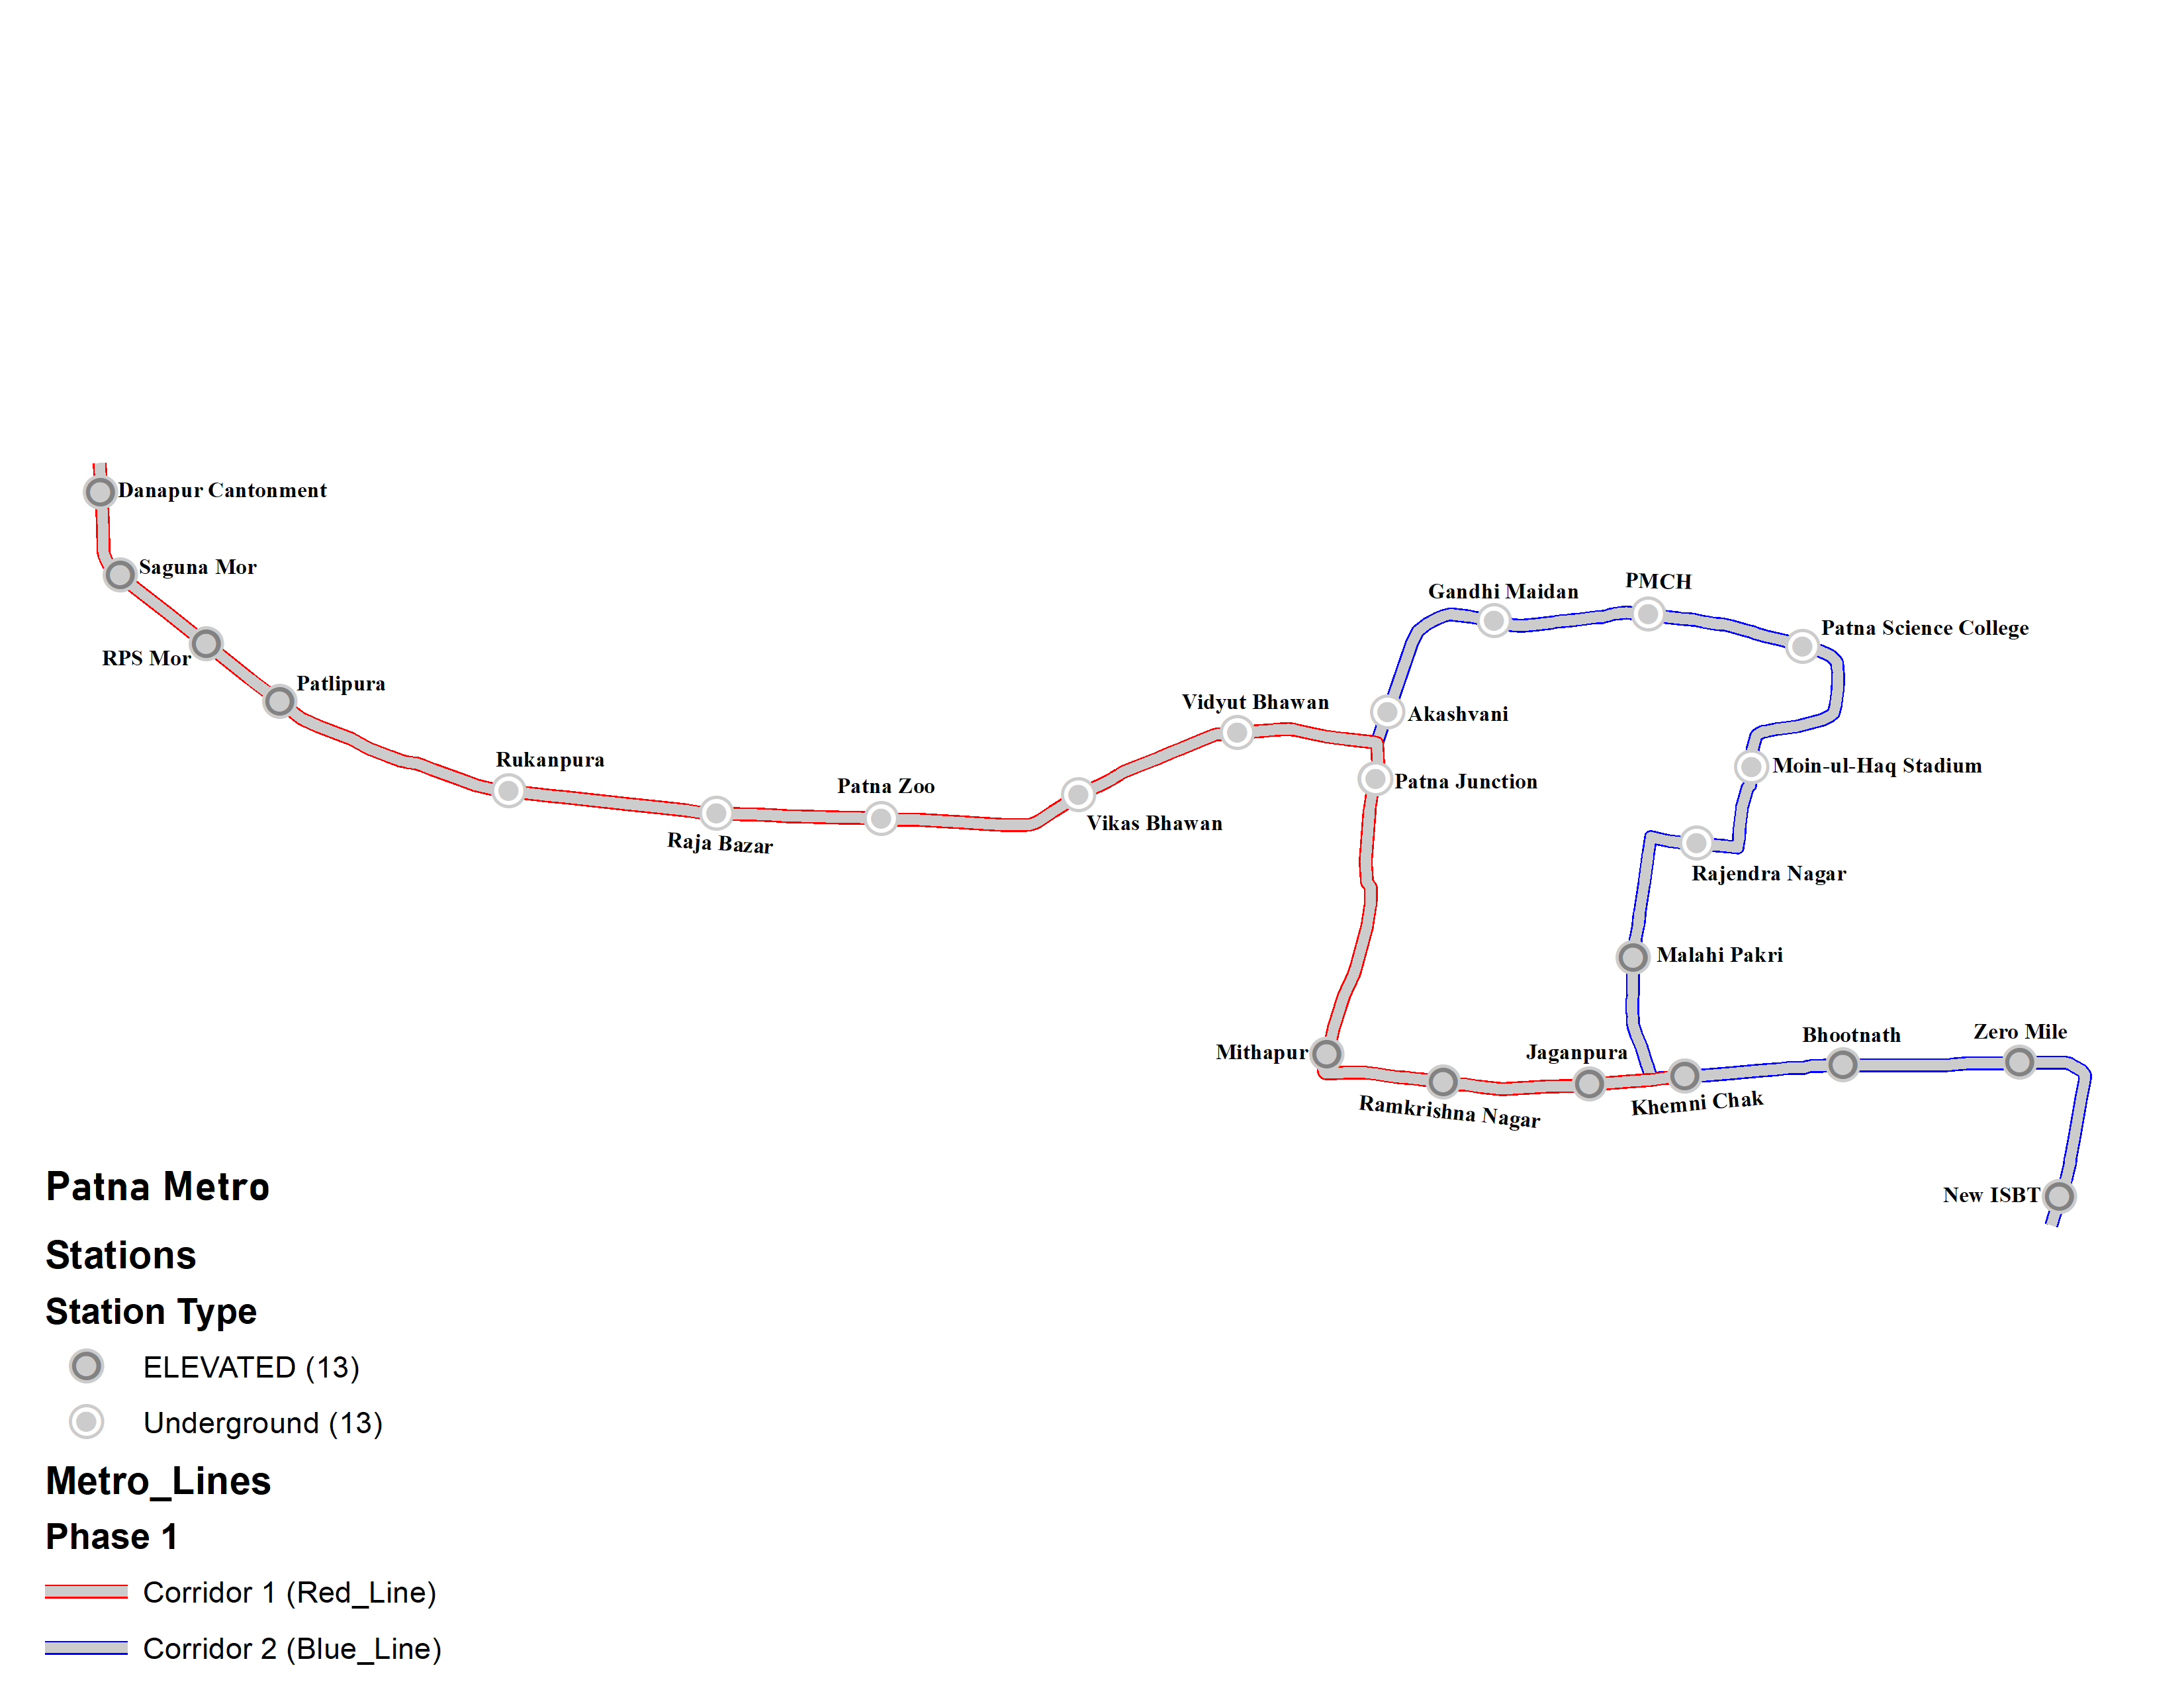 Danapur Cantonment
Saguna Mor
RPS Mor
Patlipura
Rukanpura
Raja Bazar
Patna Zoo
Vikas Bhawan
Vidyut Bhawan
Gandhi Maidan
PMCH
Patna Science College
Akashvani
Patna Junction
Moin-ul-Haq Stadium
Rajendra Nagar
Malahi Pakri
Mithapur
Ramkrishna Nagar
Jaganpura
Khemni Chak
Bhootnath
Zero Mile
New ISBT
Patna Metro
Stations
Station Type
ELEVATED (13)
Underground (13)
Metro_Lines
Phase 1
Corridor 1 (Red_Line)
Corridor 2 (Blue_Line)